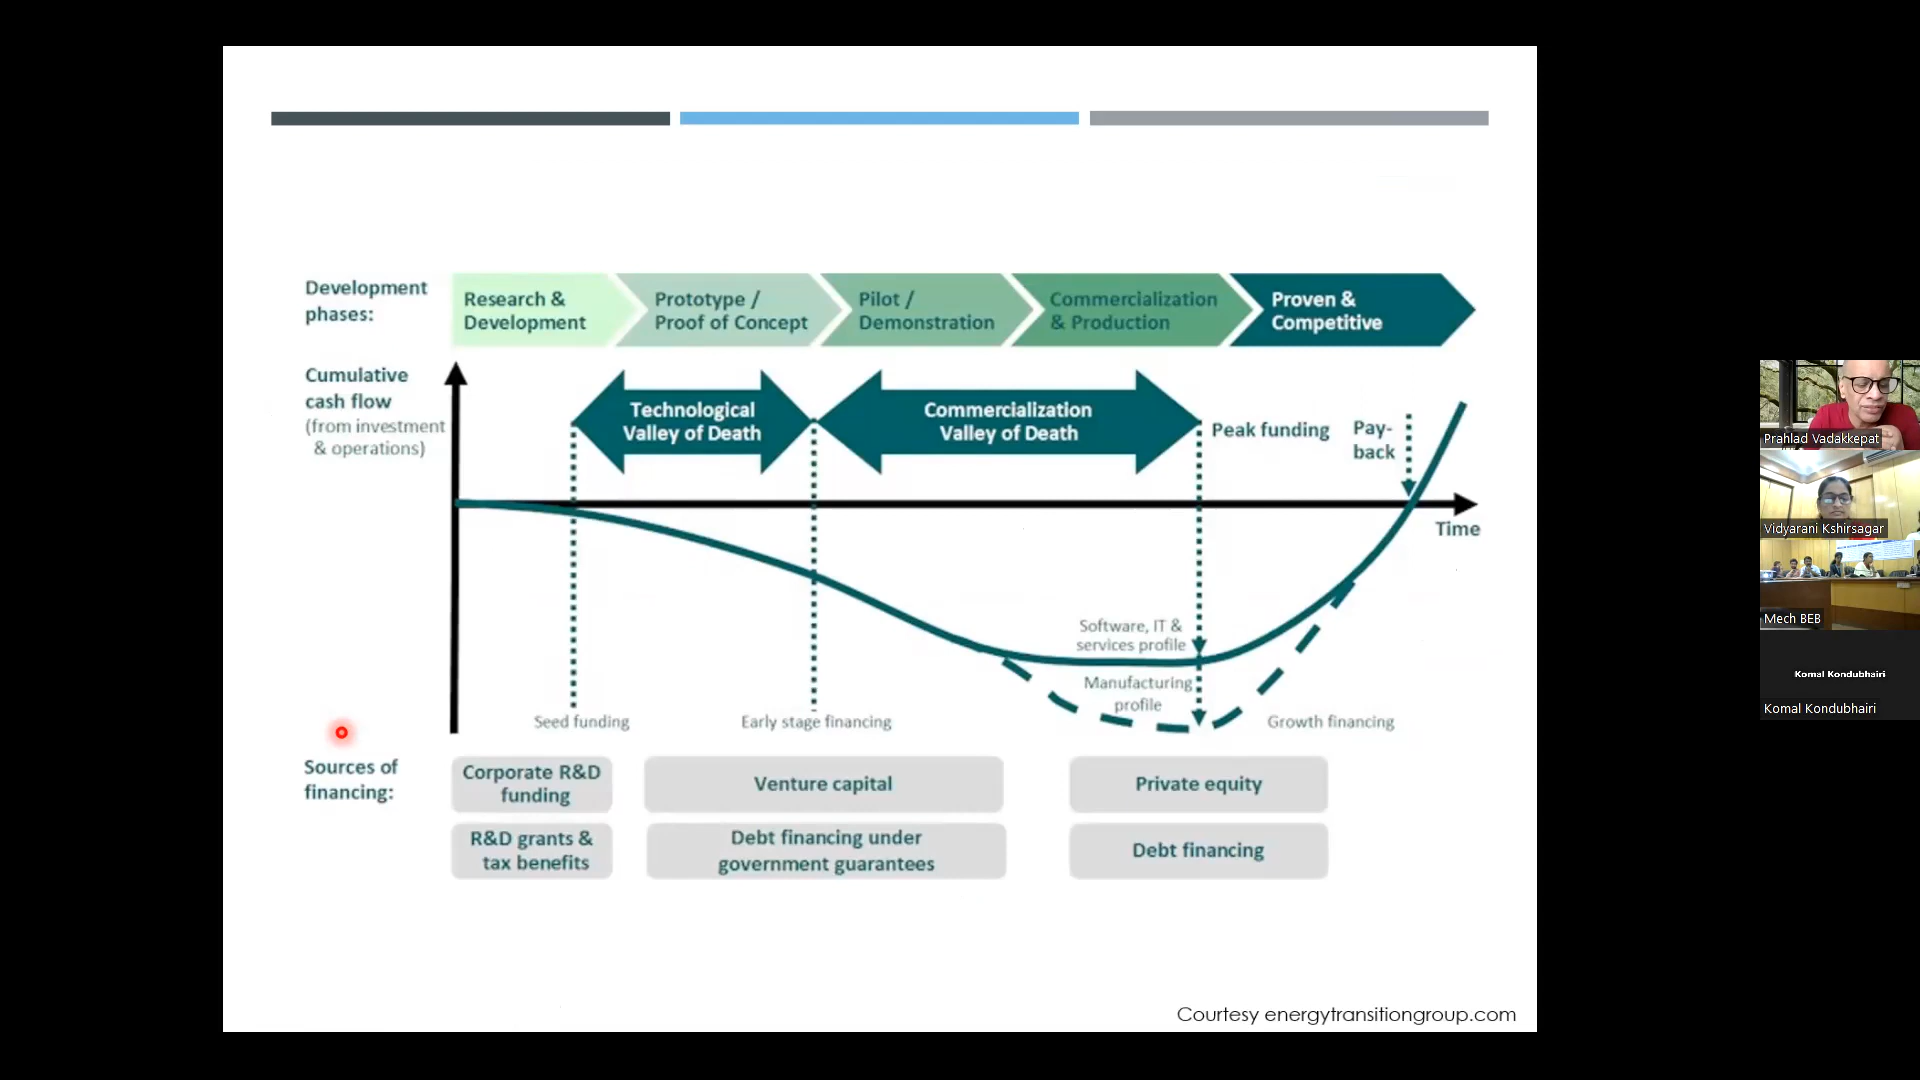 Development
phases:
Research &
Development
Prototype /
Proof of Concept
Pilot /
Demonstration
Commercialization
& Production
Proven &
Competitive
Cumulative
cash flow
(from investment
& operations)
Technological
Valley of Death
Commercialization
Valley of Death
Peak funding
Pay-
back
Time
Software, IT &
services profile
Manufacturing
profile
Seed funding
Early stage financing
Growth financing
Sources of
financing:
Corporate R&D
funding
Venture capital
Private equity
R&D grants &
tax benefits
Debt financing under
government guarantees
Debt financing
Courtesy energytransitiongroup.com
Prahlad Vadakkepat
Vidyarani Kshirsagar
Mech BEB
Komal Kondubhairi
Komal Kondubhairi